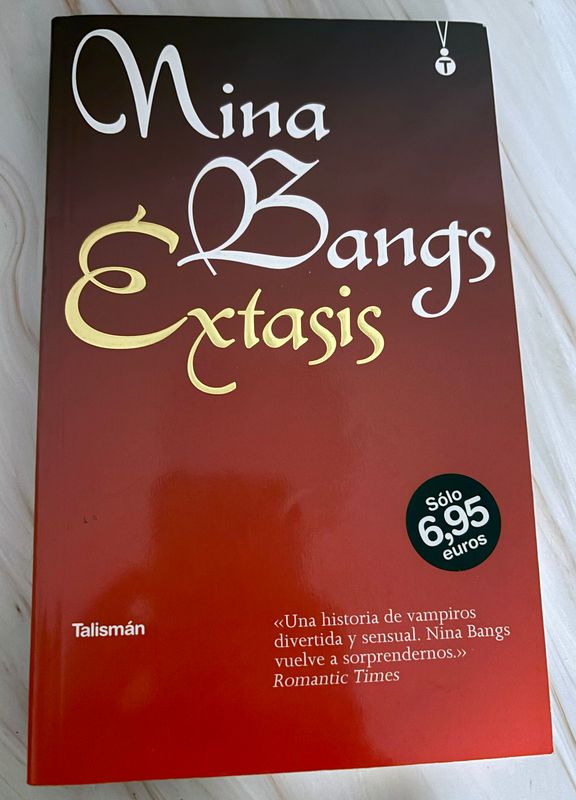 Nina
Bangs
Éxtasis
T
Sólo
6,95
euros
Talismán
«Una historia de vampiros
divertida y sensual. Nina Bangs
vuelve a sorprendernos.»
Romantic Times